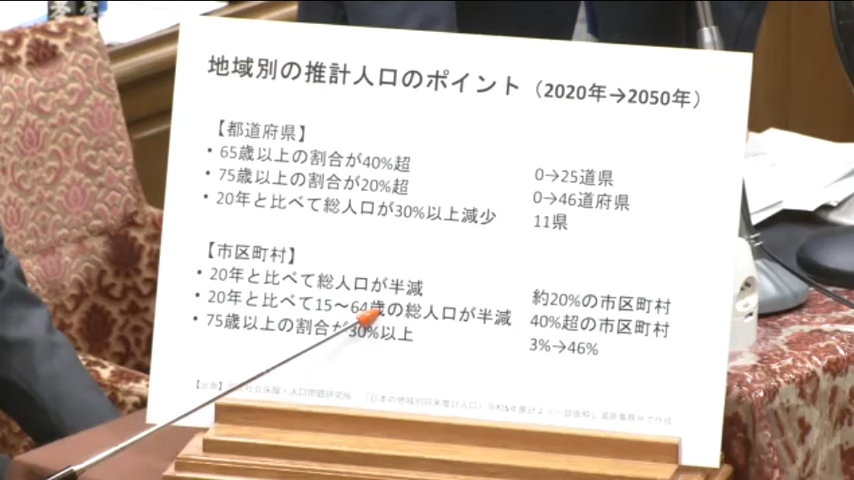 地域別の推計人口のポイント（2020年→2050年）
【都道府県】
・65歳以上の割合が40%超 0→25道県
・75歳以上の割合が20%超 0→46道府県
・20年と比べて総人口が30%以上減少 11県
【市区町村】
・20年と比べて総人口が半減 約20%の市区町村
・20年と比べて15～64歳の総人口が半減 40%超の市区町村
・75歳以上の割合が30%以上 3%→46%
社会保障・人口問題研究所 「日本の地域別将来推計人口」